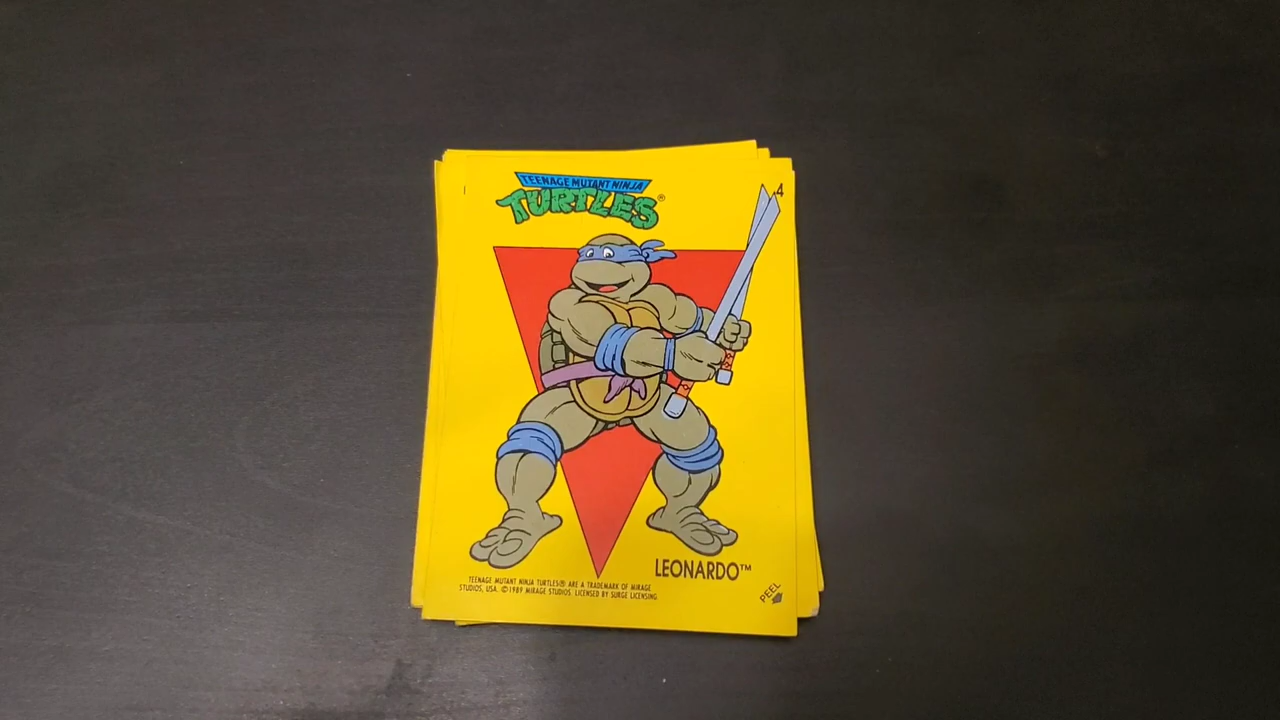 TEENAGE MUTANT NINJA
TURTLES®
4
LEONARDO™
TEENAGE MUTANT NINJA TURTLES® ARE A TRADEMARK OF MIRAGE
STUDIOS, USA. ©1989 MIRAGE STUDIOS. LICENSED BY SURGE LICENSING.
PEEL